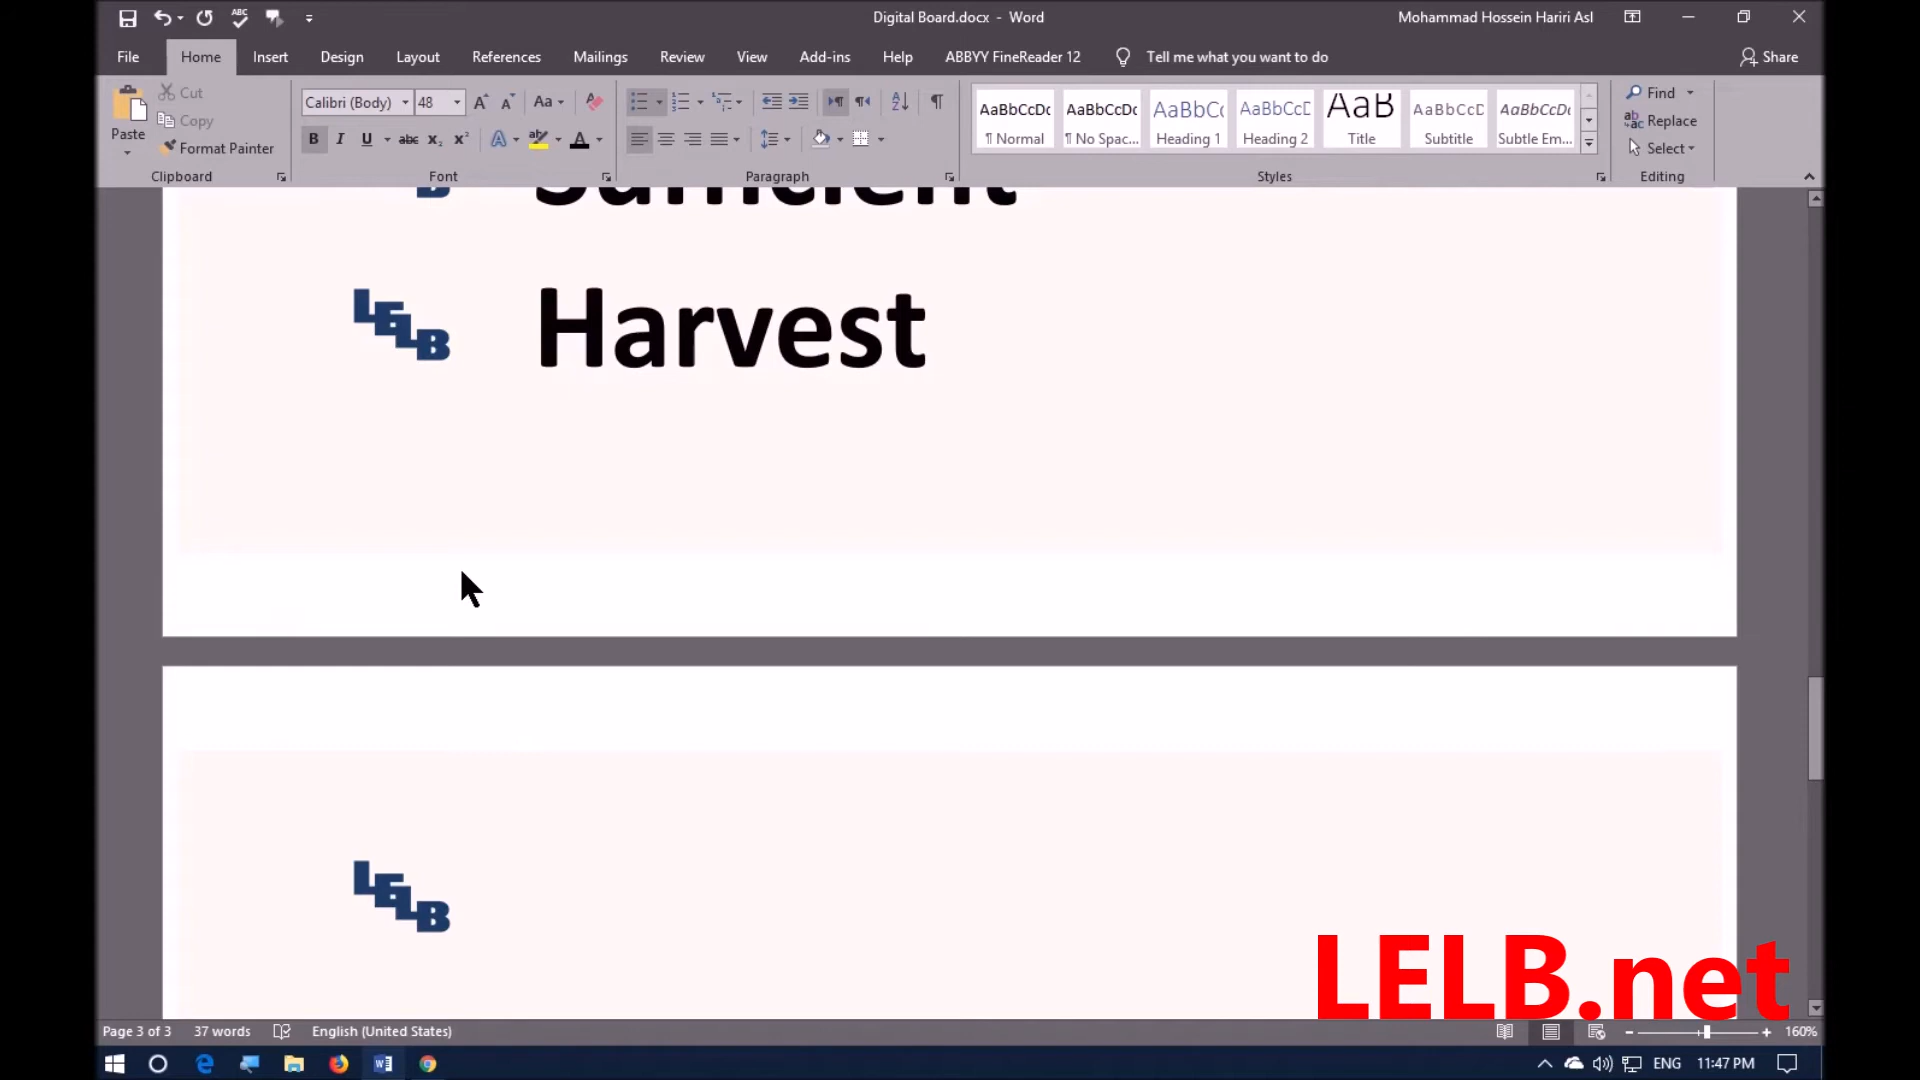 Digital Board.docx - Word
Mohammad Hossein Hariri Asl
File Home Insert Design Layout References Mailings Review View Add-ins Help ABBYY FineReader 12 Tell me what you want to do Share
Paste
Cut
Copy
Format Painter
Clipboard
Calibri (Body) 48
Font
Paragraph
AaBbCcDc AaBbCcDc AaBbCc AaBbCcD AaB AaBbCcD AaBbCcDc
¶ Normal ¶ No Spac... Heading 1 Heading 2 Title Subtitle Subtle Em...
Styles
Find
Replace
Select
Editing
Sufficient
LELB Harvest
LELB
LELB.net
Page 3 of 3 37 words English (United States) 160%
ENG 11:47 PM